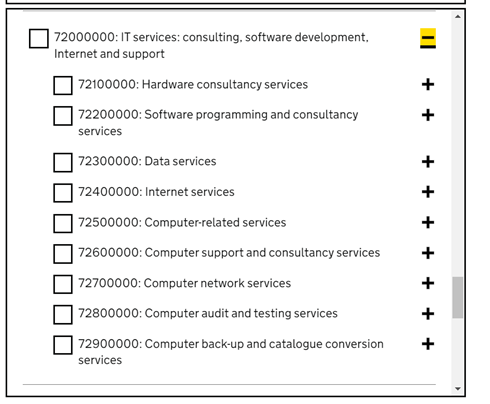 72000000: IT services: consulting, software development,
Internet and support
72100000: Hardware consultancy services
72200000: Software programming and consultancy
services
72300000: Data services
72400000: Internet services
72500000: Computer-related services
72600000: Computer support and consultancy services
72700000: Computer network services
72800000: Computer audit and testing services
72900000: Computer back-up and catalogue conversion
services